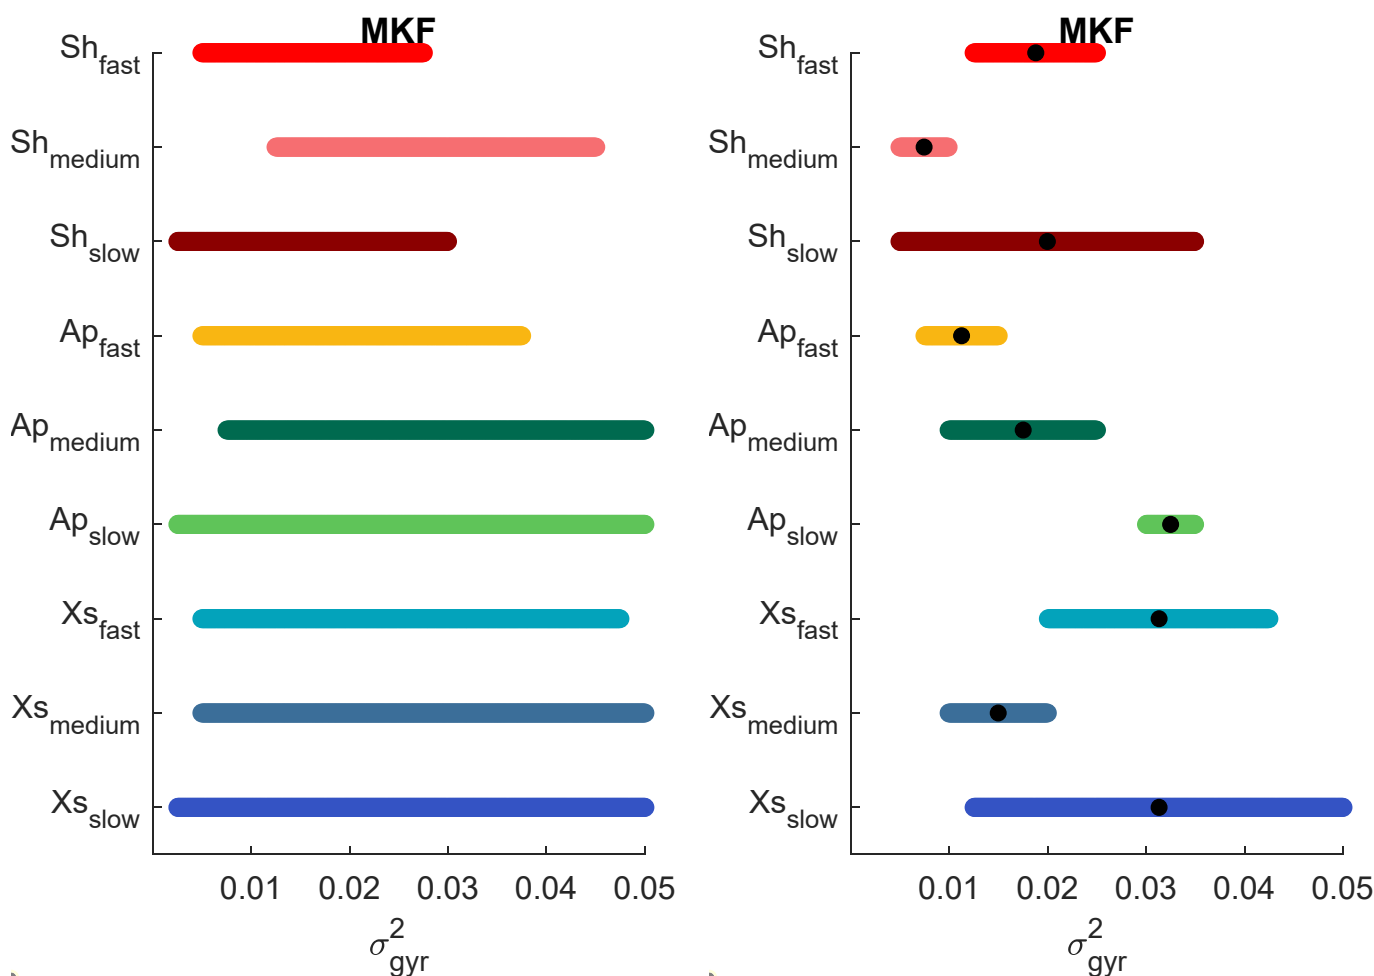 MKF
Sh_fast
Sh_medium
Sh_slow
Ap_fast
Ap_medium
Ap_slow
Xs_fast
Xs_medium
Xs_slow
0.01 0.02 0.03 0.04 0.05
σ²_gyr
MKF
Sh_fast
Sh_medium
Sh_slow
Ap_fast
Ap_medium
Ap_slow
Xs_fast
Xs_medium
Xs_slow
0.01 0.02 0.03 0.04 0.05
σ²_gyr